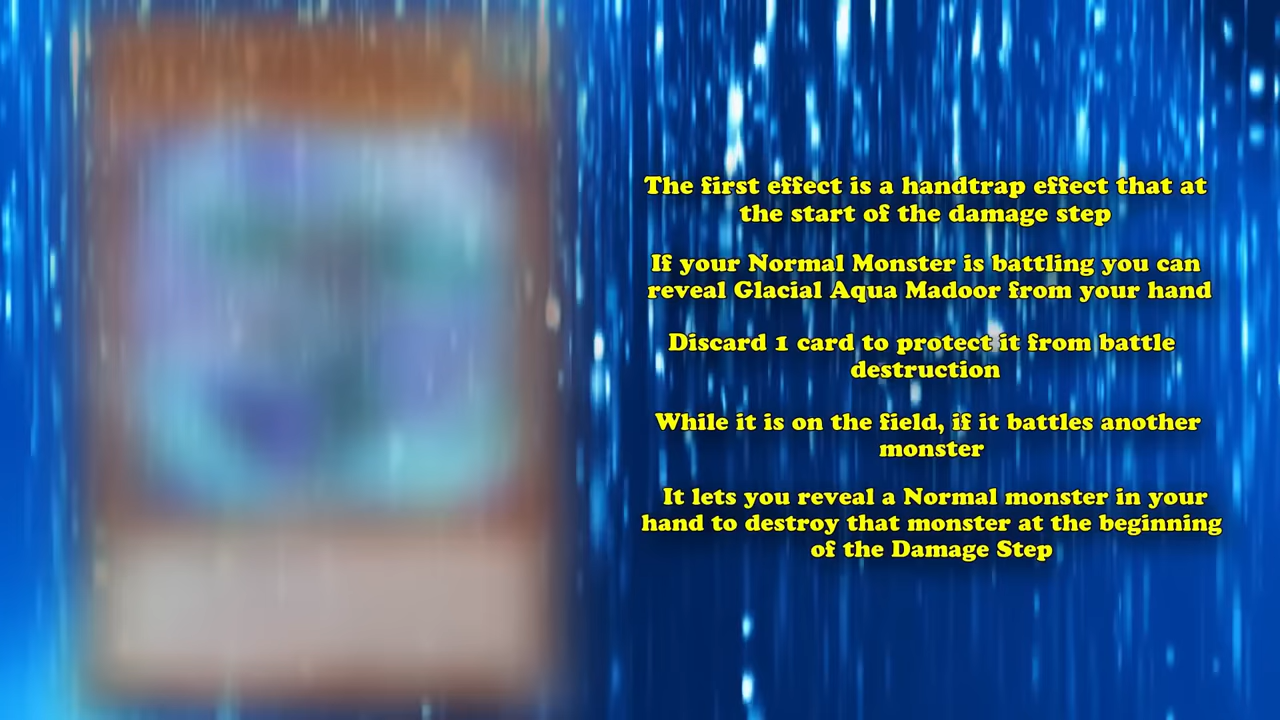 The first effect is a handtrap effect that at
the start of the damage step
If your Normal Monster is battling you can
reveal Glacial Aqua Madoor from your hand
Discard 1 card to protect it from battle
destruction
While it is on the field, if it battles another
monster
It lets you reveal a Normal monster in your
hand to destroy that monster at the beginning
of the Damage Step